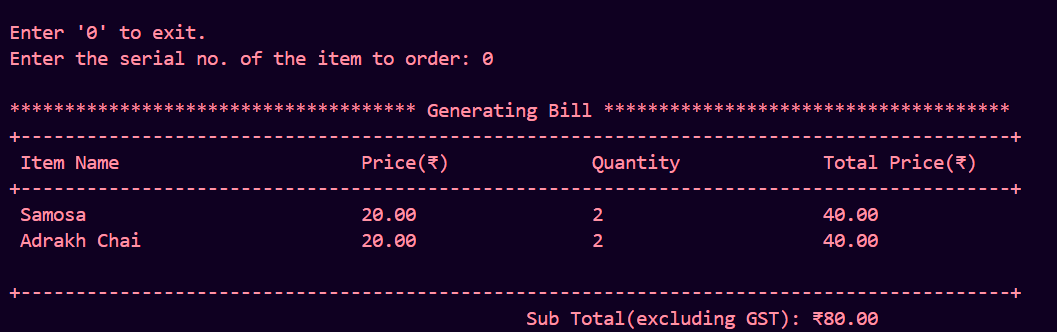 Enter '0' to exit.
Enter the serial no. of the item to order: 0
************************************* Generating Bill *************************************
+------------------------------------------------------------------------------------------+
Item Name Price(₹) Quantity Total Price(₹)
+------------------------------------------------------------------------------------------+
Samosa 20.00 2 40.00
Adrakh Chai 20.00 2 40.00
+------------------------------------------------------------------------------------------+
Sub Total(excluding GST): ₹80.00